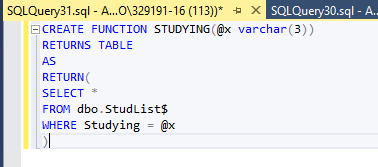 SQLQuery31.sql - A...O\329191-16 (113))* SQLQuery30.sql - A...O
CREATE FUNCTION STUDYING(@x varchar(3))
RETURNS TABLE
AS
RETURN(
SELECT *
FROM dbo.StudList$
WHERE Studying = @x
)